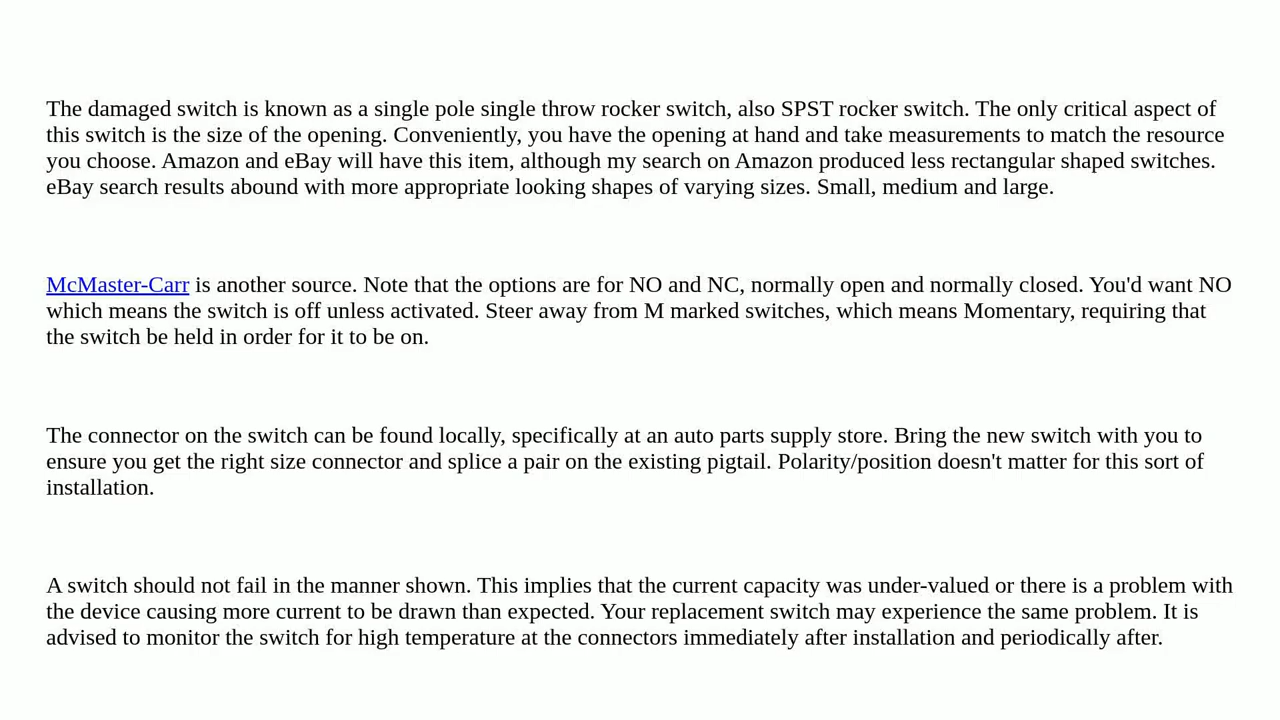 The damaged switch is known as a single pole single throw rocker switch, also SPST rocker switch. The only critical aspect of
this switch is the size of the opening. Conveniently, you have the opening at hand and take measurements to match the resource
you choose. Amazon and eBay will have this item, although my search on Amazon produced less rectangular shaped switches.
eBay search results abound with more appropriate looking shapes of varying sizes. Small, medium and large.
McMaster-Carr is another source. Note that the options are for NO and NC, normally open and normally closed. You'd want NO
which means the switch is off unless activated. Steer away from M marked switches, which means Momentary, requiring that
the switch be held in order for it to be on.
The connector on the switch can be found locally, specifically at an auto parts supply store. Bring the new switch with you to
ensure you get the right size connector and splice a pair on the existing pigtail. Polarity/position doesn't matter for this sort of
installation.
A switch should not fail in the manner shown. This implies that the current capacity was under-valued or there is a problem with
the device causing more current to be drawn than expected. Your replacement switch may experience the same problem. It is
advised to monitor the switch for high temperature at the connectors immediately after installation and periodically after.